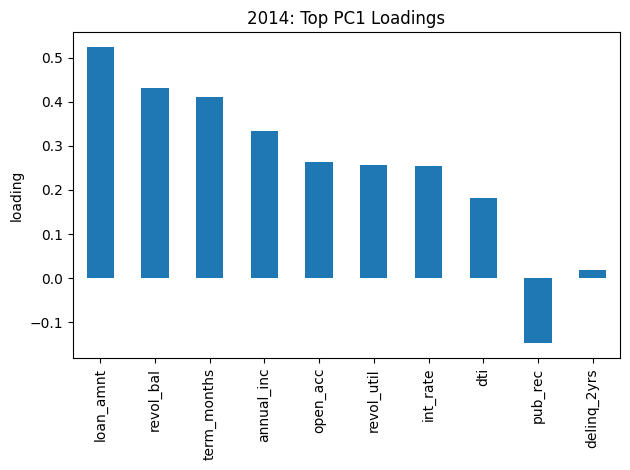 2014: Top PC1 Loadings
loading
0.5
0.4
0.3
0.2
0.1
0.0
−0.1
loan_amnt
revol_bal
term_months
annual_inc
open_acc
revol_util
int_rate
dti
pub_rec
delinq_2yrs